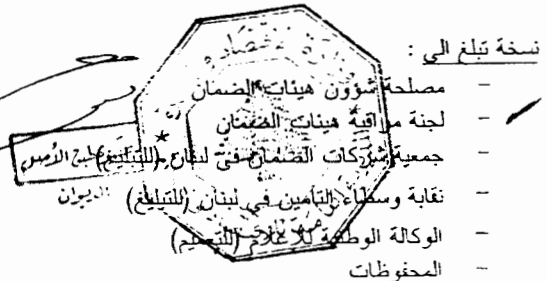 نسخة تبلغ الى :
- مصلحة شؤون هيئات الضمان
- لجنة مراقبة هيئات الضمان
- جمعية شركات الضمان في لبنان (للتبليغ)
- نقابة وسطاء التأمين في لبنان (للتبليغ)
الديوان
- الوكالة الوطنية للاعلام (للتعميم)
- المحفوظات